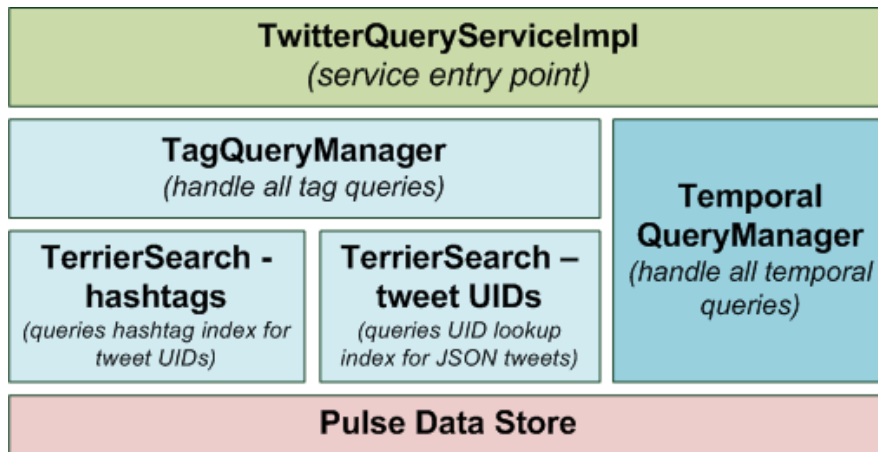 TwitterQueryServiceImpl
(service entry point)
TagQueryManager
(handle all tag queries)
Temporal
QueryManager
(handle all temporal
queries)
TerrierSearch -
hashtags
(queries hashtag index for
tweet UIDs)
TerrierSearch –
tweet UIDs
(queries UID lookup
index for JSON tweets)
Pulse Data Store